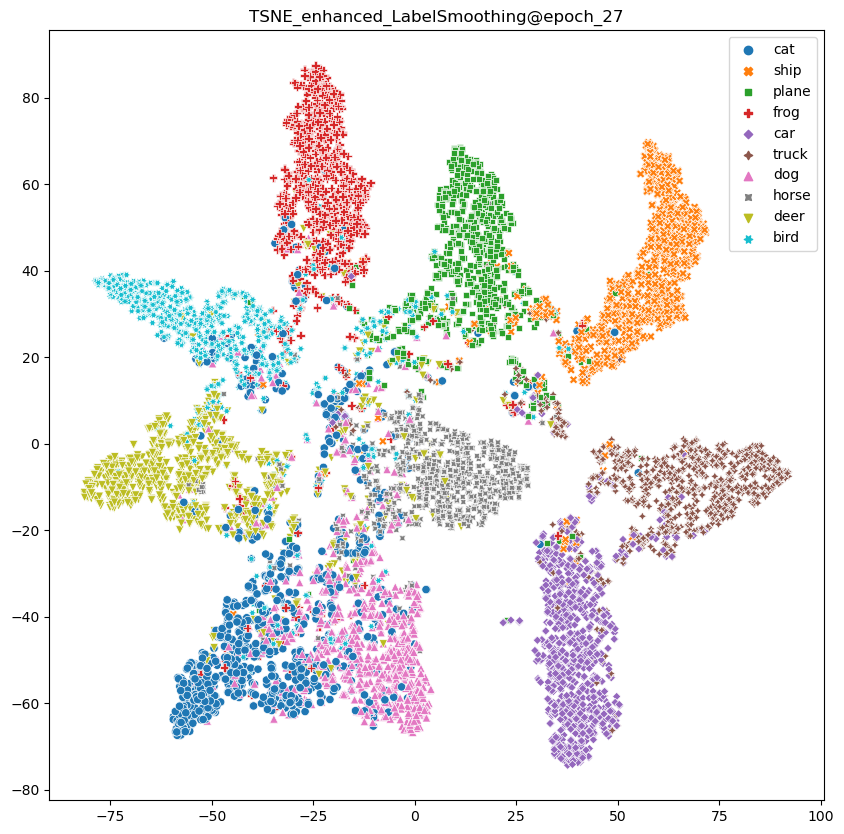 TSNE_enhanced_LabelSmoothing@epoch_27
cat
ship
plane
frog
car
truck
dog
horse
deer
bird
80
60
40
20
0
−20
−40
−60
−80
−75
−50
−25
0
25
50
75
100